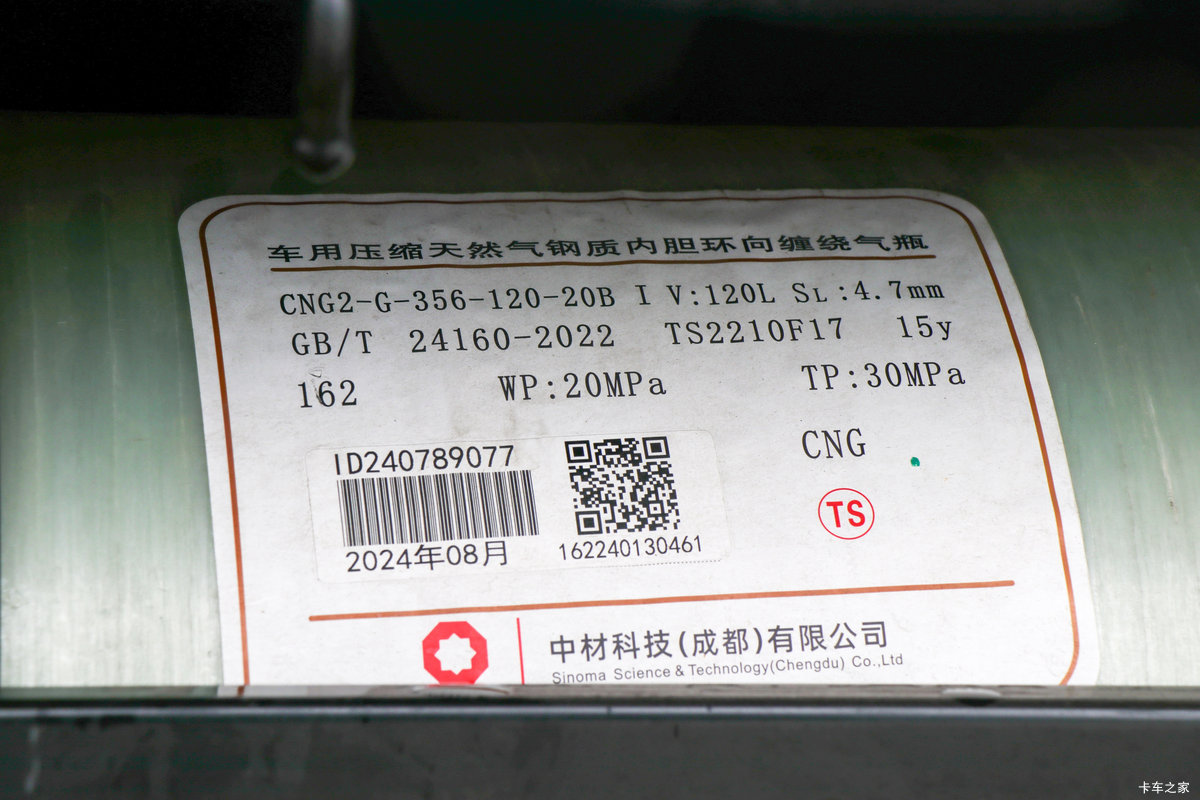 车用压缩天然气钢质内胆环向缠绕气瓶
CNG2-G-356-120-20B I V:120L SL:4.7mm
GB/T 24160-2022 TS2210F17 15y
162 WP:20MPa TP:30MPa
CNG
TS
ID240789077
2024年08月
162240130461
中材科技(成都)有限公司
Sinoma Science & Technology(Chengdu) Co.,Ltd
卡车之家